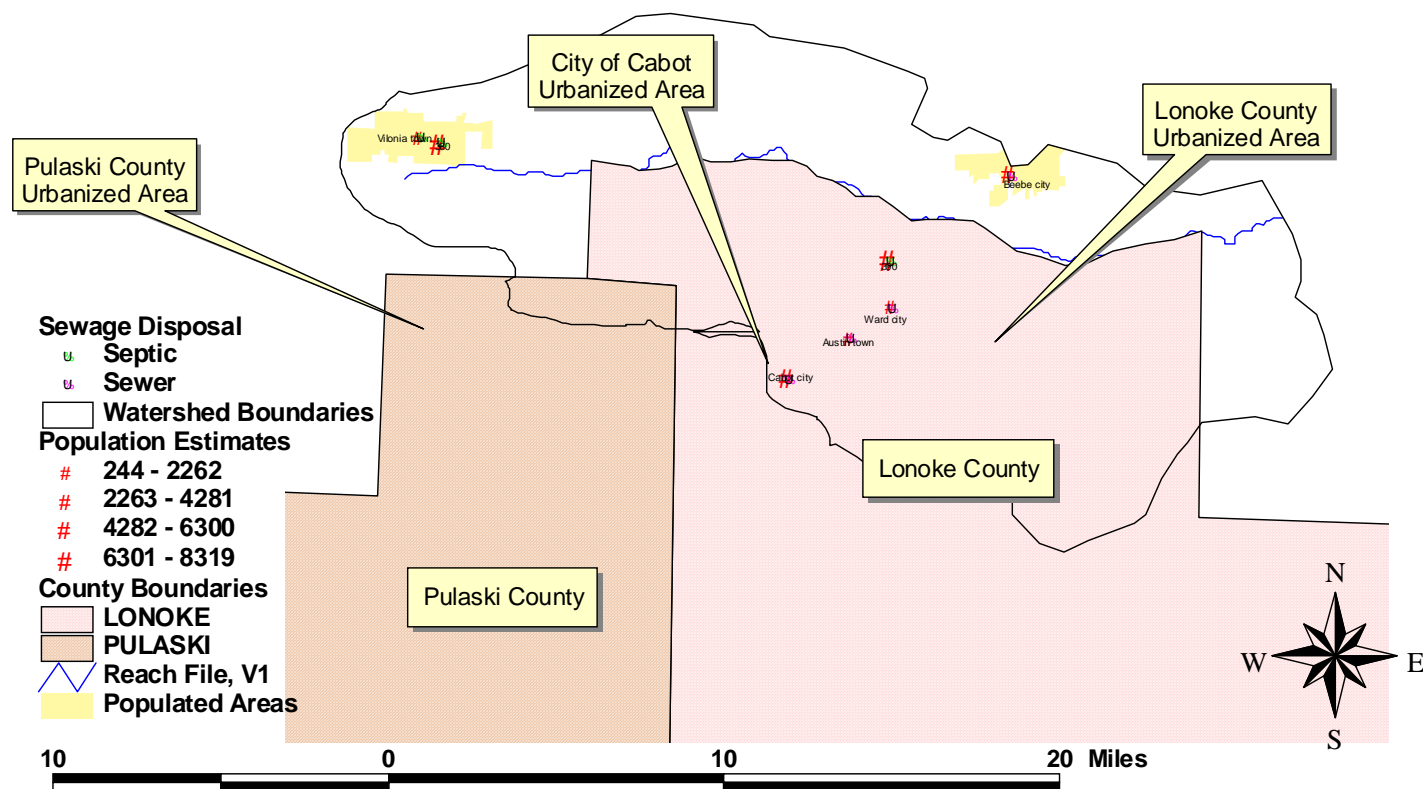 City of Cabot
Urbanized Area
Lonoke County
Urbanized Area
Pulaski County
Urbanized Area
Vilonia town
Beebe city
Ward city
Austin town
Cabot city
Lonoke County
Pulaski County
Sewage Disposal
Septic
Sewer
Watershed Boundaries
Population Estimates
# 244 - 2262
# 2263 - 4281
# 4282 - 6300
# 6301 - 8319
County Boundaries
LONOKE
PULASKI
Reach File, V1
Populated Areas
N
W E
S
10 0 10 20 Miles